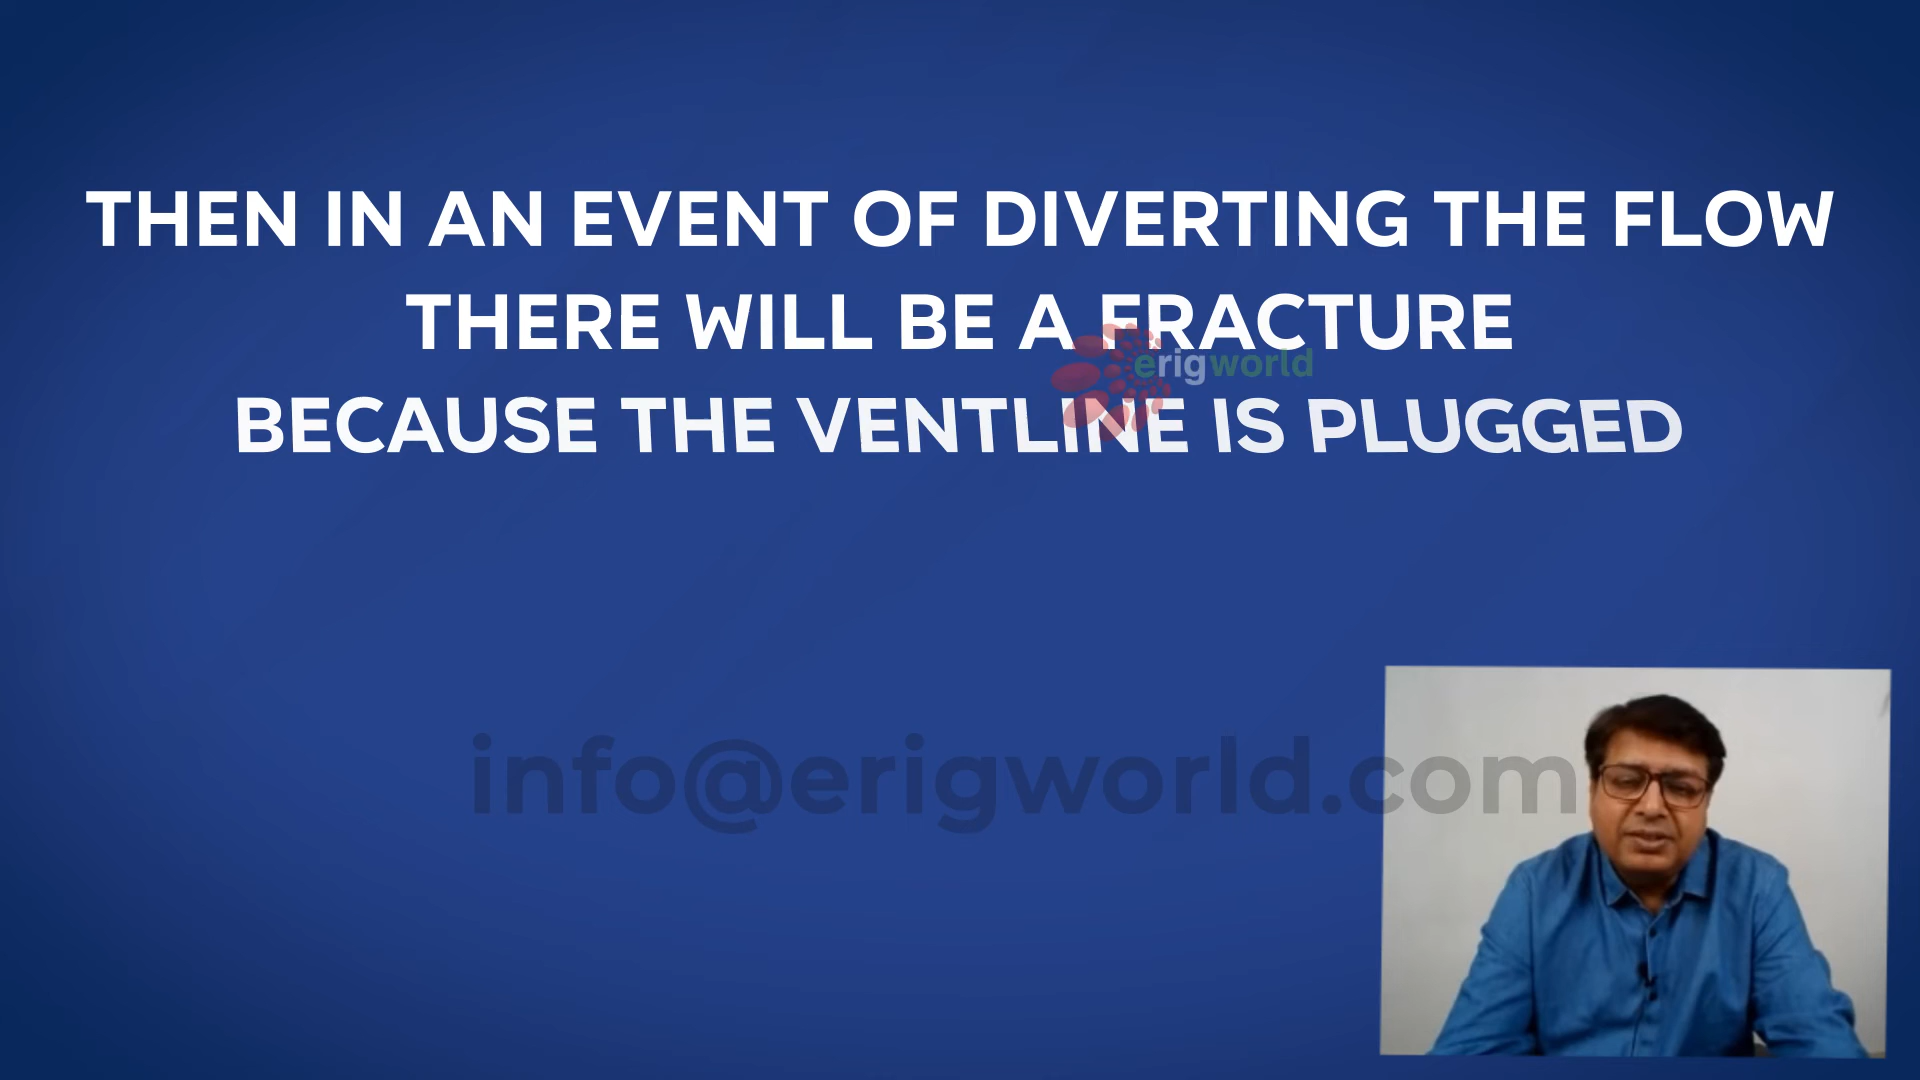 THEN IN AN EVENT OF DIVERTING THE FLOW
THERE WILL BE A FRACTURE
erigworld
BECAUSE THE VENTLINE IS PLUGGED
info@erigworld.com